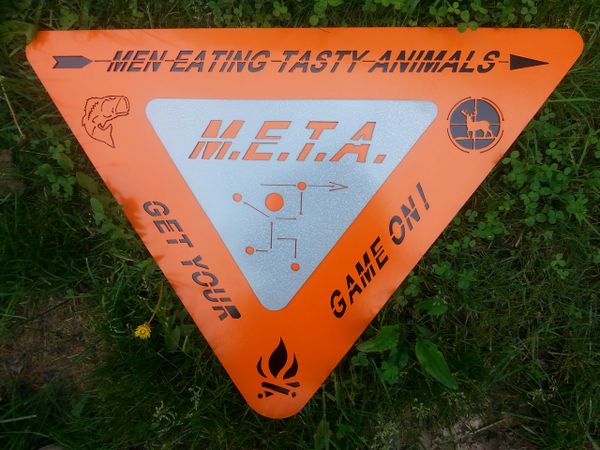 MEN EATING TASTY ANIMALS
M.E.T.A.
GET YOUR
GAME ON!